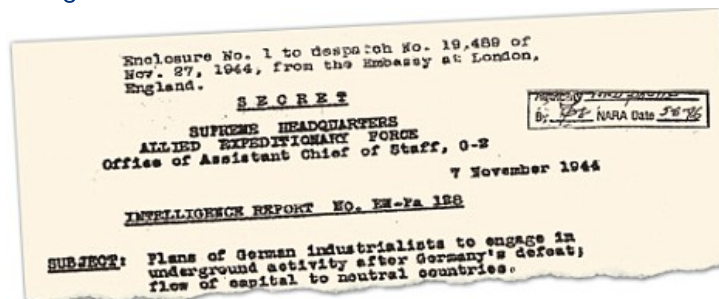 Enclosure No. 1 to despatch No. 19,489 of
Nov. 27, 1944, from the Embassy at London,
England.
SECRET
SUPREME HEADQUARTERS
ALLIED EXPEDITIONARY FORCE
Office of Assistant Chief of Staff, G-2
By NARA Date
7 November 1944
INTELLIGENCE REPORT NO. EW-Pa 128
SUBJECT: Plans of German industrialists to engage in
underground activity after Germany's defeat;
flow of capital to neutral countries.